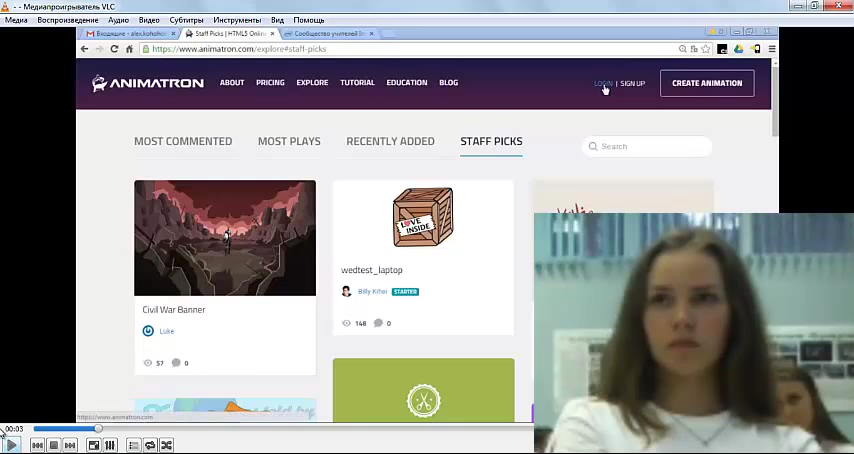 - - Медиапроигрыватель VLC
Медиа Воспроизведение Аудио Видео Субтитры Инструменты Вид Помощь
Staff Picks | HTML5 Onlin
https://www.animatron.com/explore#staff-picks
ANIMATRON ABOUT PRICING EXPLORE TUTORIAL EDUCATION BLOG LOGIN | SIGN UP CREATE ANIMATION
MOST COMMENTED MOST PLAYS RECENTLY ADDED STAFF PICKS Search
LOVE
INSIDE
wedtest_laptop
Billy Kihei STARTER
148 0
Civil War Banner
Luke
57 0
https://www.animatron.com
00:03